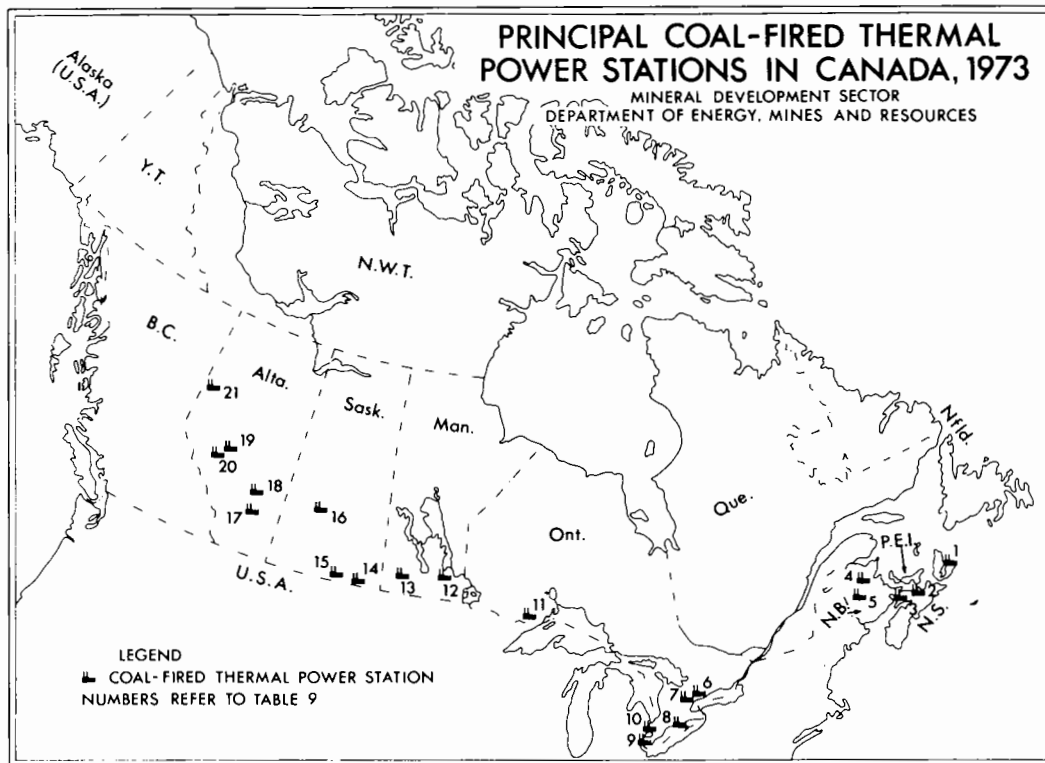 PRINCIPAL COAL-FIRED THERMAL
POWER STATIONS IN CANADA, 1973
MINERAL DEVELOPMENT SECTOR
DEPARTMENT OF ENERGY, MINES AND RESOURCES
Alaska
(U.S.A.)
Y.T.
N.W.T.
B.C.
Alta.
Sask.
Man.
Ont.
Que.
Nfld.
P.E.I.
N.B.
N.S.
U.S.A.
21
19
20
18
17
16
15
14
13
12
11
1
2
3
4
5
6
7
8
10
9
LEGEND
COAL-FIRED THERMAL POWER STATION
NUMBERS REFER TO TABLE 9